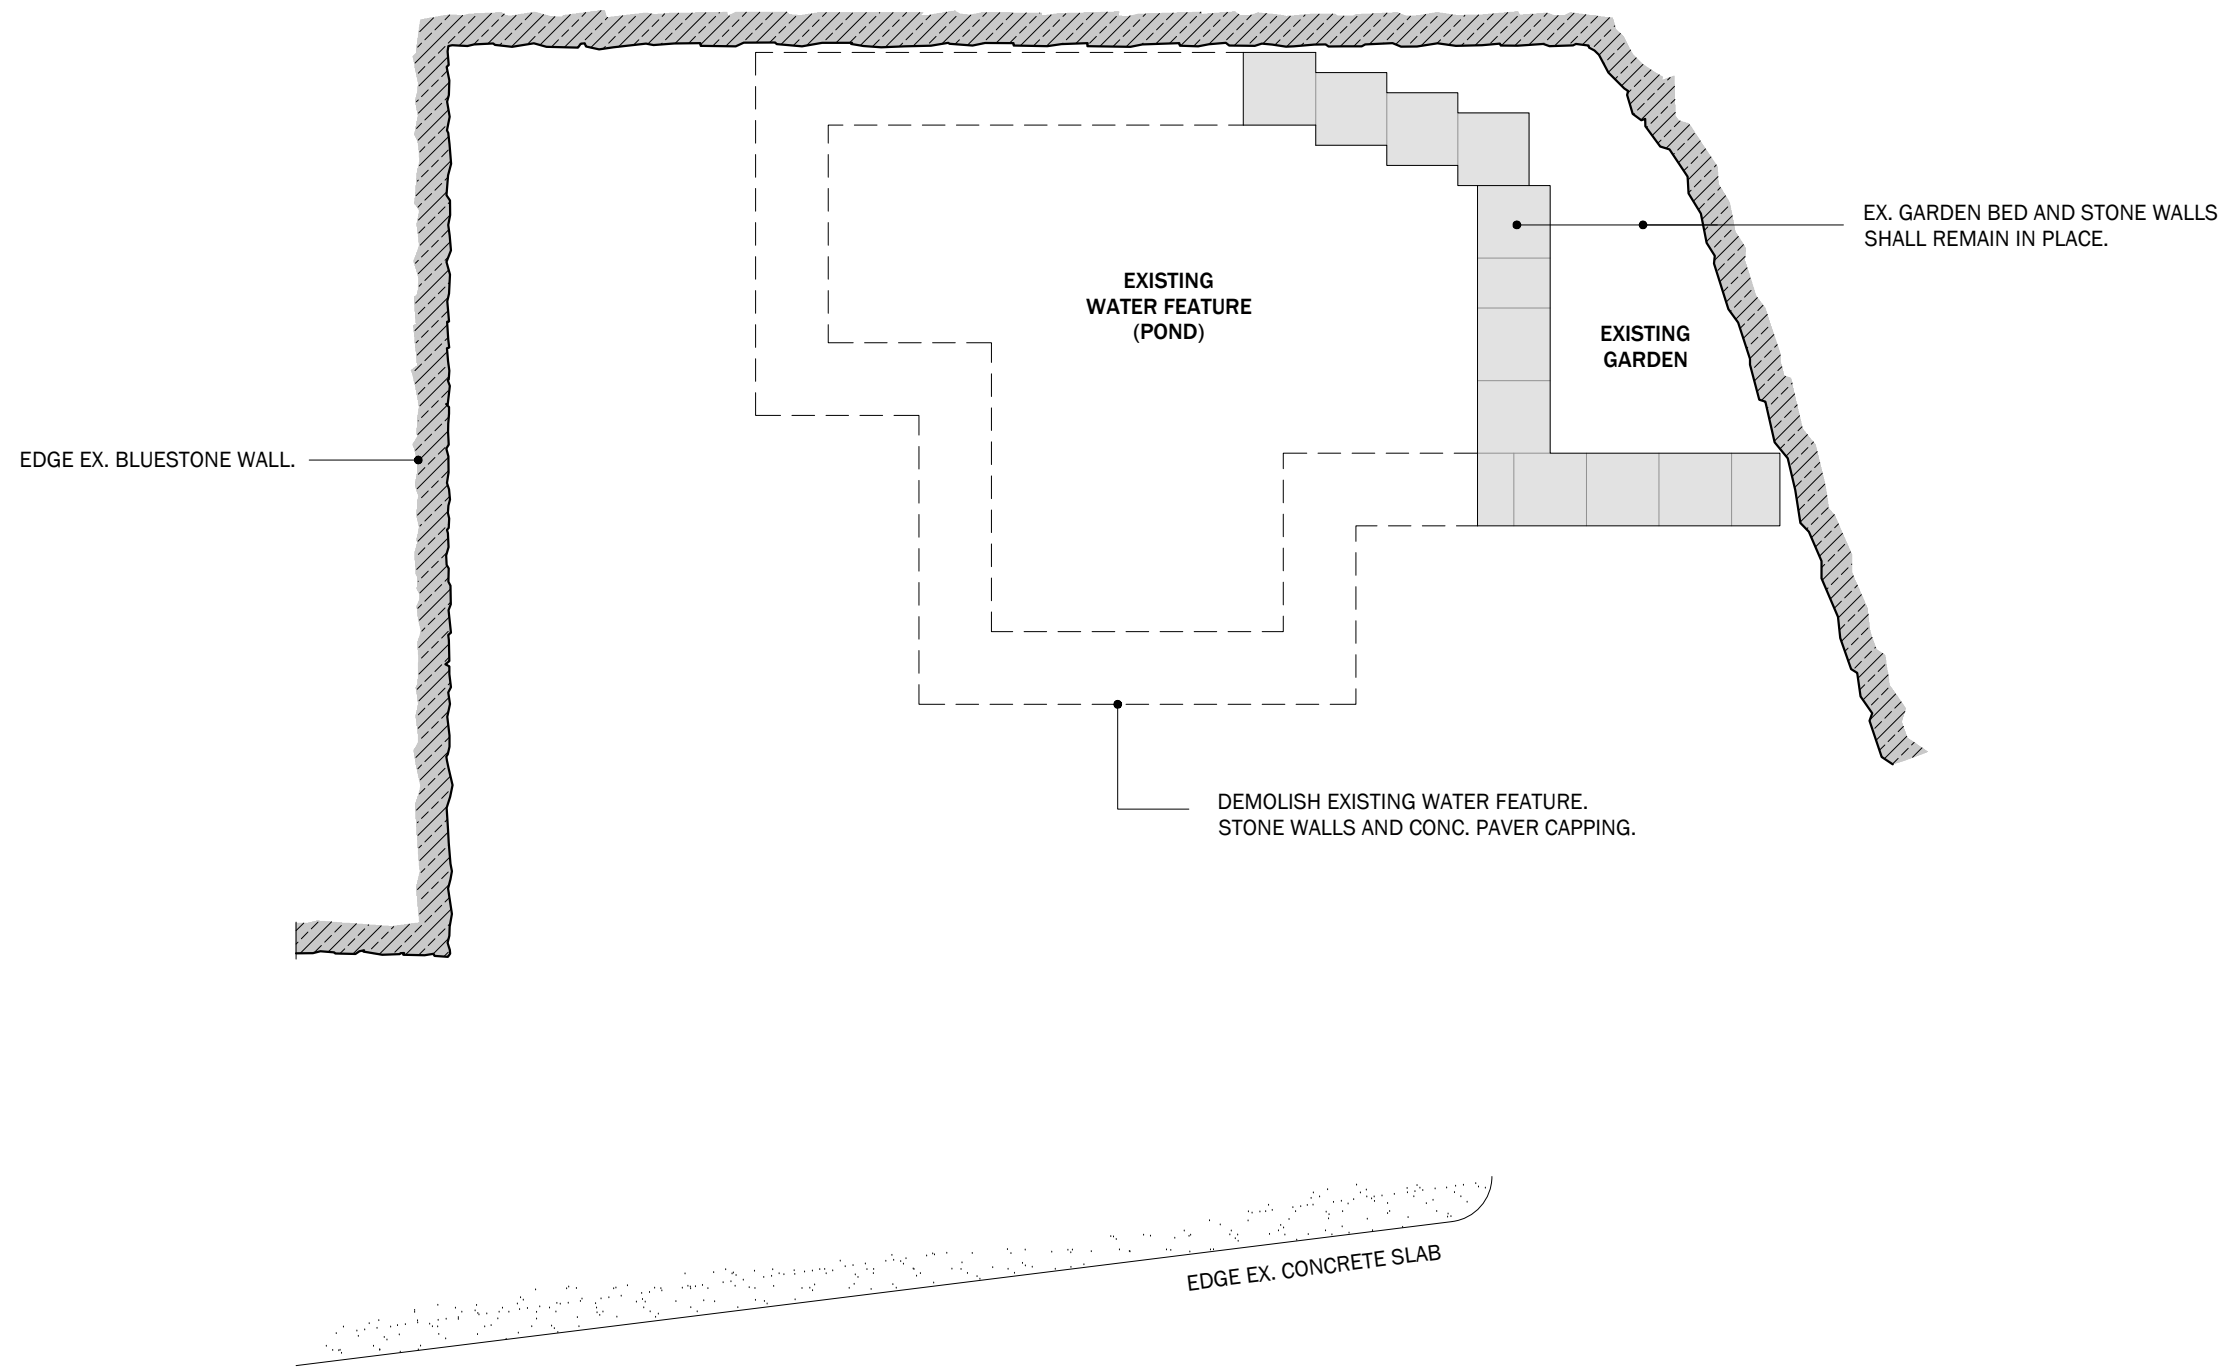 EX. GARDEN BED AND STONE WALLS
SHALL REMAIN IN PLACE.
EXISTING
WATER FEATURE
(POND)
EXISTING
GARDEN
EDGE EX. BLUESTONE WALL.
DEMOLISH EXISTING WATER FEATURE.
STONE WALLS AND CONC. PAVER CAPPING.
EDGE EX. CONCRETE SLAB